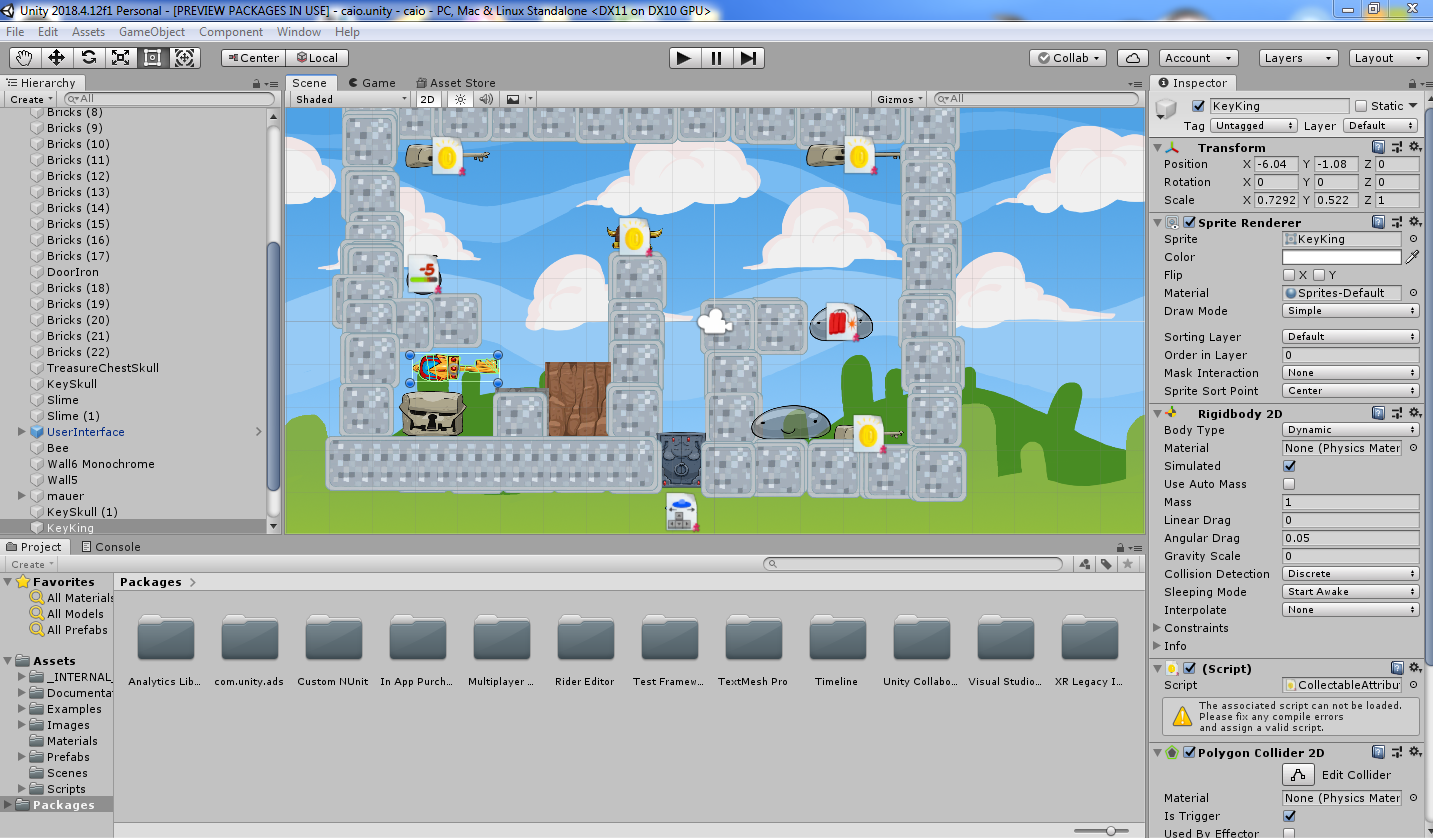 Unity 2018.4.12f1 Personal - [PREVIEW PACKAGES IN USE] - caio.unity - caio - PC, Mac & Linux Standalone <DX11 on DX10 GPU>
File Edit Assets GameObject Component Window Help
Center Local Collab Account Layers Layout
Hierarchy
Create All
Bricks (8)
Bricks (9)
Bricks (10)
Bricks (11)
Bricks (12)
Bricks (13)
Bricks (14)
Bricks (15)
Bricks (16)
Bricks (17)
DoorIron
Bricks (18)
Bricks (19)
Bricks (20)
Bricks (21)
Bricks (22)
TreasureChestSkull
KeySkull
Slime
Slime (1)
UserInterface
Bee
Wall6 Monochrome
Wall5
mauer
KeySkull (1)
KeyKing
Scene Game Asset Store
Shaded 2D Gizmos All
-5
Inspector
KeyKing Static
Tag Untagged Layer Default
Transform
Position X -6.04 Y -1.08 Z 0
Rotation X 0 Y 0 Z 0
Scale X 0.7292 Y 0.522 Z 1
Sprite Renderer
Sprite KeyKing
Color
Flip X Y
Material Sprites-Default
Draw Mode Simple
Sorting Layer Default
Order in Layer 0
Mask Interaction None
Sprite Sort Point Center
Rigidbody 2D
Body Type Dynamic
Material None (Physics Mater
Simulated
Use Auto Mass
Mass 1
Linear Drag 0
Angular Drag 0.05
Gravity Scale 0
Collision Detection Discrete
Sleeping Mode Start Awake
Interpolate None
Constraints
Info
(Script)
Script CollectableAttribut
The associated script can not be loaded.
Please fix any compile errors
and assign a valid script.
Polygon Collider 2D
Edit Collider
Material None (Physics Mater
Is Trigger
Used By Effector
Project Console
Create
Favorites
All Materials
All Models
All Prefabs
Assets
_INTERNAL_
Documenta
Examples
Images
Materials
Prefabs
Scenes
Scripts
Packages
Packages
Analytics Lib... com.unity.ads Custom NUnit In App Purch... Multiplayer ... Rider Editor Test Framew... TextMesh Pro Timeline Unity Collabo... Visual Studio... XR Legacy I...